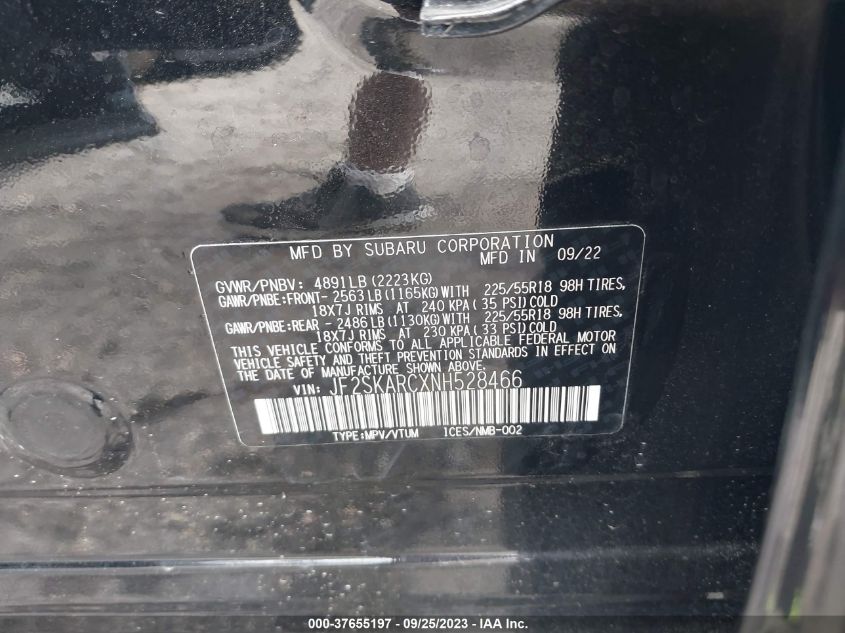 MFD BY SUBARU CORPORATION
MFD IN 09/22
GVWR/PNBV: 4891LB (2223KG)
GAWR/PNBE:FRONT- 2563LB (1165KG) WITH 225/55R18 98H TIRES,
18X7J RIMS AT 240 KPA (35 PSI) COLD
GAWR/PNBE:REAR - 2486LB (1130KG) WITH 225/55R18 98H TIRES,
18X7J RIMS AT 230 KPA (33 PSI) COLD
THIS VEHICLE CONFORMS TO ALL APPLICABLE FEDERAL MOTOR
VEHICLE SAFETY AND THEFT PREVENTION STANDARDS IN EFFECT ON
THE DATE OF MANUFACTURE SHOWN ABOVE.
VIN: JF2SKARCXNH528466
TYPE:MPV/VTUM ICES/NMB-002
000-37655197 - 09/25/2023 - IAA Inc.